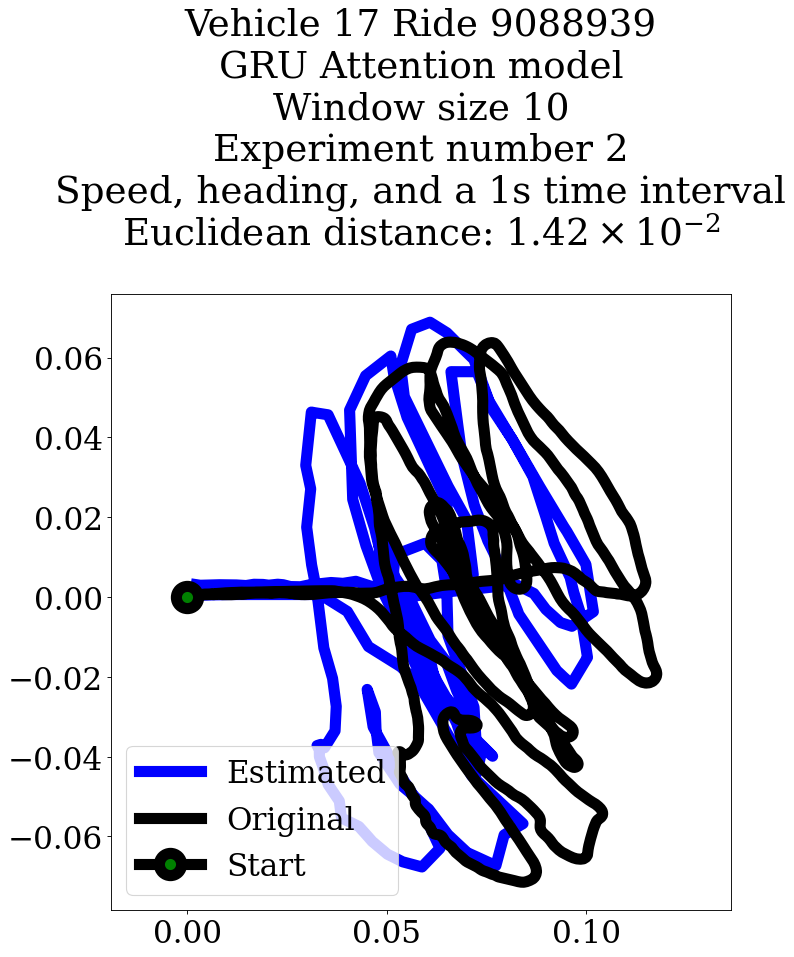 Vehicle 17 Ride 9088939
GRU Attention model
Window size 10
Experiment number 2
Speed, heading, and a 1s time interval
Euclidean distance: 1.42 × 10⁻²
0.06
0.04
0.02
0.00
−0.02
−0.04
−0.06
Estimated
Original
Start
0.00 0.05 0.10